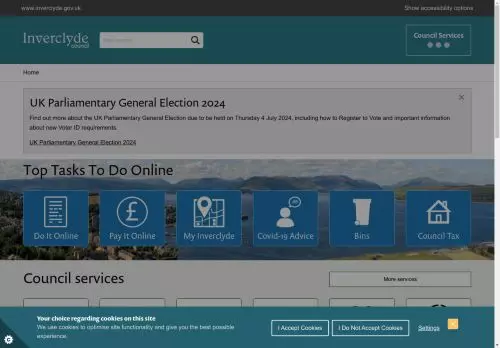 www.inverclyde.gov.uk
Show accessibility options
Inverclyde
council
Council Services
Home
UK Parliamentary General Election 2024
Find out more about the UK Parliamentary General Election due to be held on Thursday 4 July 2024, including how to Register to Vote and important information
about new Voter ID requirements.
UK Parliamentary General Election 2024
Top Tasks To Do Online
Do It Online
Pay It Online
My Inverclyde
Covid-19 Advice
Bins
Council Tax
Council services
More services
Your choice regarding cookies on this site
We use cookies to optimise site functionality and give you the best possible
experience.
I Accept Cookies
I Do Not Accept Cookies
Settings